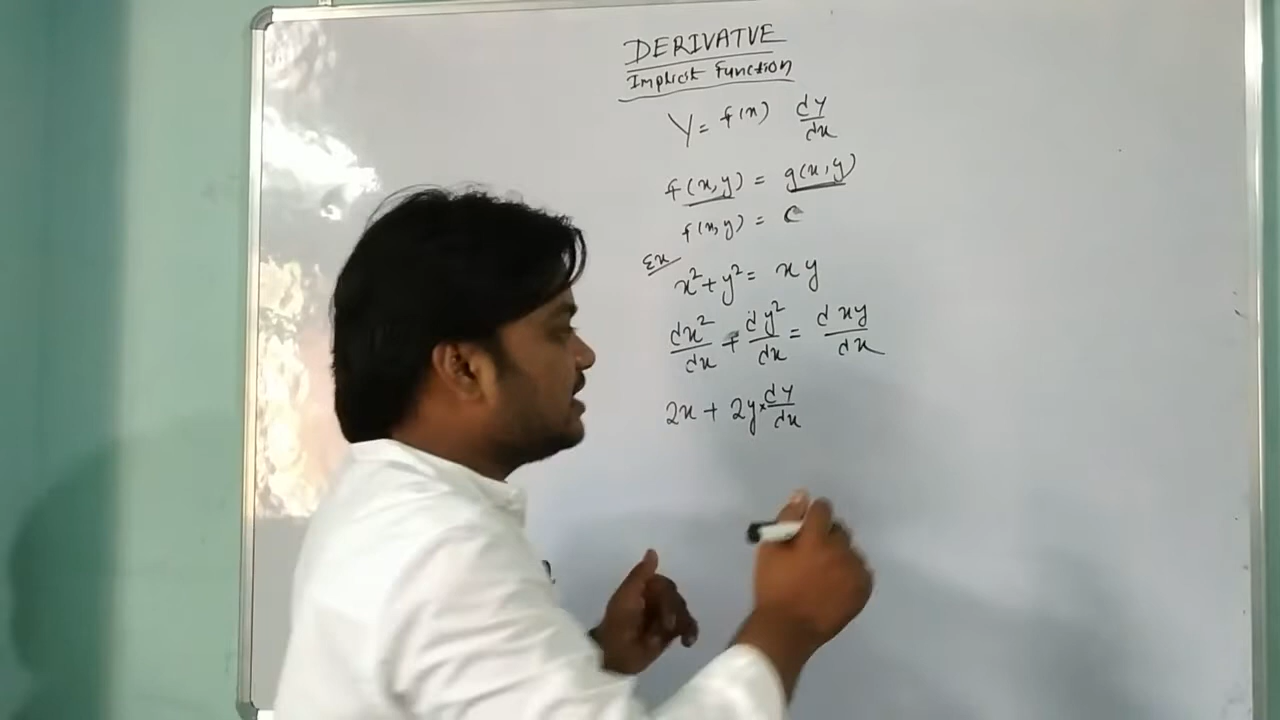 DERIVATVE
Implicit Function
Y = f(x) dy/dx
f(x,y) = g(x,y)
f(x,y) = C
Ex
x²+y² = xy
dx²/dx + dy²/dx = dxy/dx
2x + 2y×dy/dx